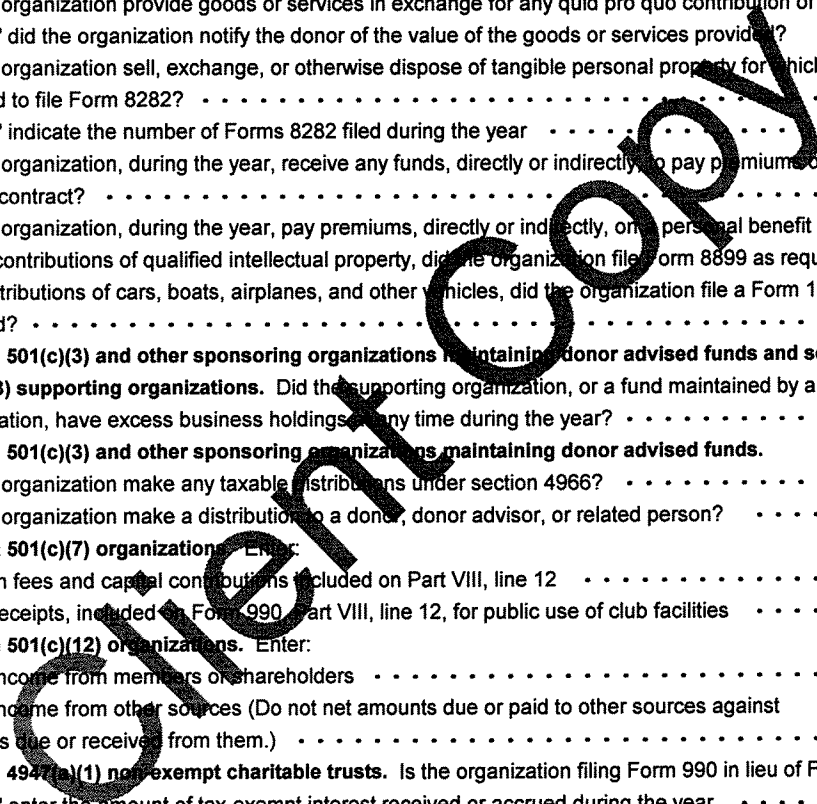 organization provide goods or services in exchange for any quid pro quo contribution of
" did the organization notify the donor of the value of the goods or services provided?
organization sell, exchange, or otherwise dispose of tangible personal property for which
d to file Form 8282?
" indicate the number of Forms 8282 filed during the year
organization, during the year, receive any funds, directly or indirectly, to pay premiums o
contract?
organization, during the year, pay premiums, directly or indirectly, on a personal benefit
contributions of qualified intellectual property, did the organization file Form 8899 as requ
tributions of cars, boats, airplanes, and other vehicles, did the organization file a Form 1
d?
501(c)(3) and other sponsoring organizations maintaining donor advised funds and se
3) supporting organizations. Did the supporting organization, or a fund maintained by a
ation, have excess business holdings at any time during the year?
501(c)(3) and other sponsoring organizations maintaining donor advised funds.
organization make any taxable distributions under section 4966?
organization make a distribution to a donor, donor advisor, or related person?
501(c)(7) organizations. Enter:
n fees and capital contributions included on Part VIII, line 12
eceipts, included on Form 990, Part VIII, line 12, for public use of club facilities
501(c)(12) organizations. Enter:
ncome from members or shareholders
ncome from other sources (Do not net amounts due or paid to other sources against
s due or received from them.)
4947(a)(1) non-exempt charitable trusts. Is the organization filing Form 990 in lieu of F
" enter the amount of tax-exempt interest received or accrued during the year
Client Copy